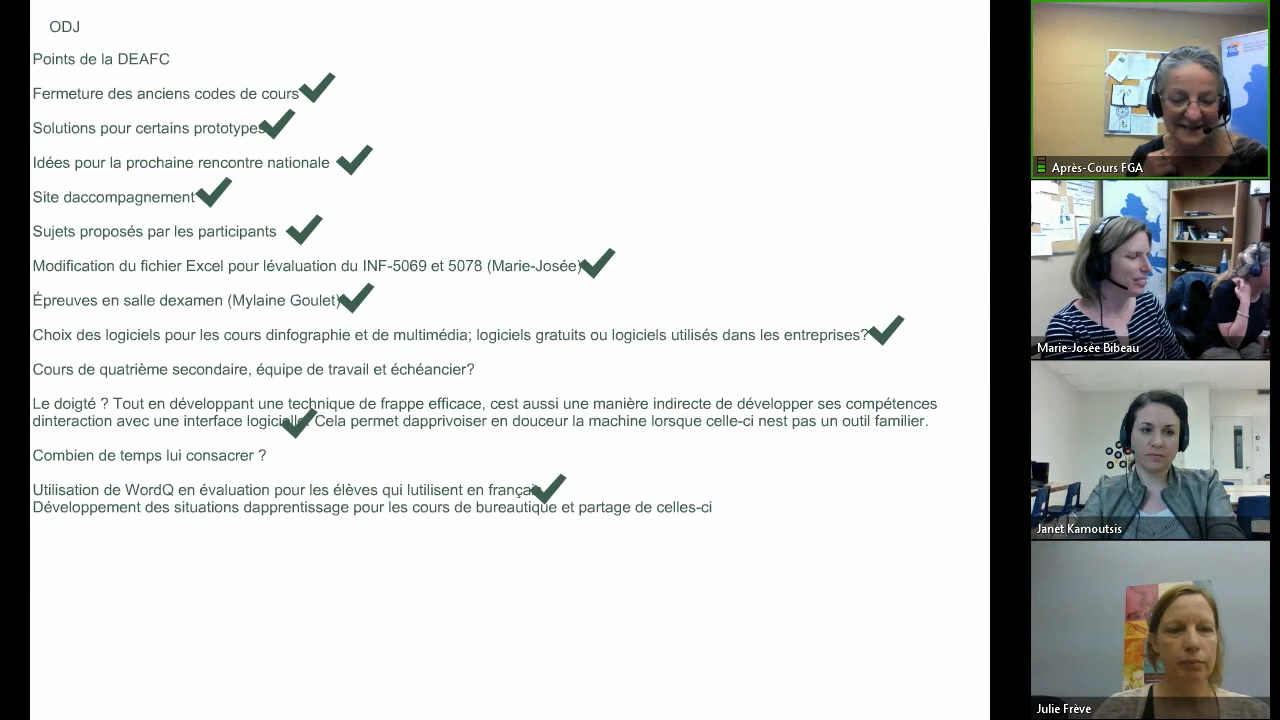 ODJ
Points de la DEAFC
Fermeture des anciens codes de cours
Solutions pour certains prototypes
Idées pour la prochaine rencontre nationale
Site daccompagnement
Sujets proposés par les participants
Modification du fichier Excel pour lévaluation du INF-5069 et 5078 (Marie-Josée)
Épreuves en salle dexamen (Mylaine Goulet)
Choix des logiciels pour les cours dinfographie et de multimédia; logiciels gratuits ou logiciels utilisés dans les entreprises?
Cours de quatrième secondaire, équipe de travail et échéancier?
Le doigté ? Tout en développant une technique de frappe efficace, cest aussi une manière indirecte de développer ses compétences
dinteraction avec une interface logicielle. Cela permet dapprivoiser en douceur la machine lorsque celle-ci nest pas un outil familier.
Combien de temps lui consacrer ?
Utilisation de WordQ en évaluation pour les élèves qui lutilisent en français
Développement des situations dapprentissage pour les cours de bureautique et partage de celles-ci
Après-Cours FGA
Marie-Josée Bibeau
Janet Kamoutsis
Julie Frève